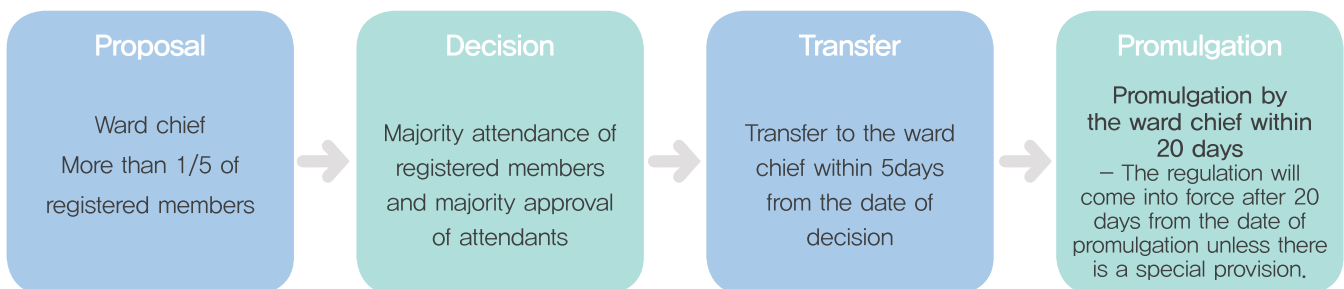 Proposal
Ward chief
More than 1/5 of
registered members
Decision
Majority attendance of
registered members
and majority approval
of attendants
Transfer
Transfer to the ward
chief within 5days
from the date of
decision
Promulgation
Promulgation by
the ward chief within
20 days
– The regulation will
come into force after 20
days from the date of
promulgation unless there
is a special provision.